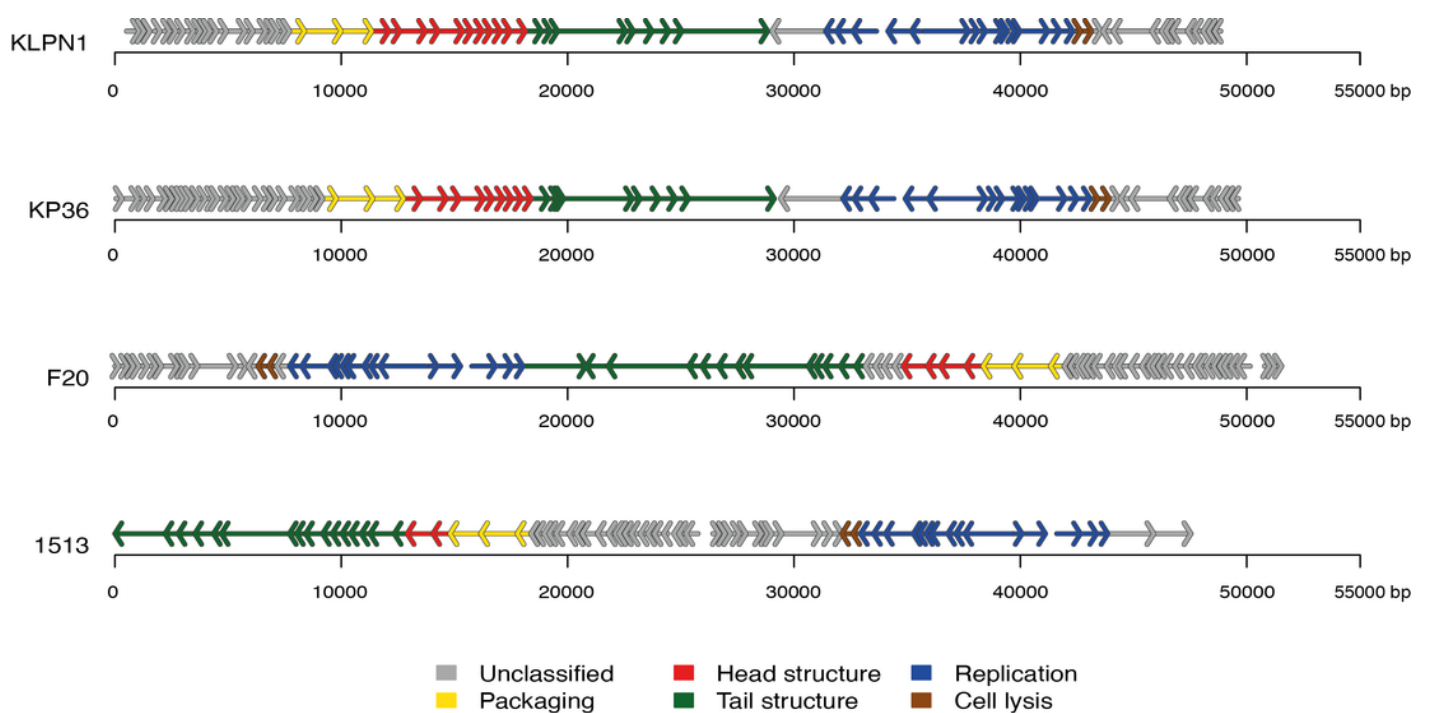 KLPN1
0 10000 20000 30000 40000 50000 55000 bp
KP36
0 10000 20000 30000 40000 50000 55000 bp
F20
0 10000 20000 30000 40000 50000 55000 bp
1513
0 10000 20000 30000 40000 50000 55000 bp
Unclassified Head structure Replication
Packaging Tail structure Cell lysis